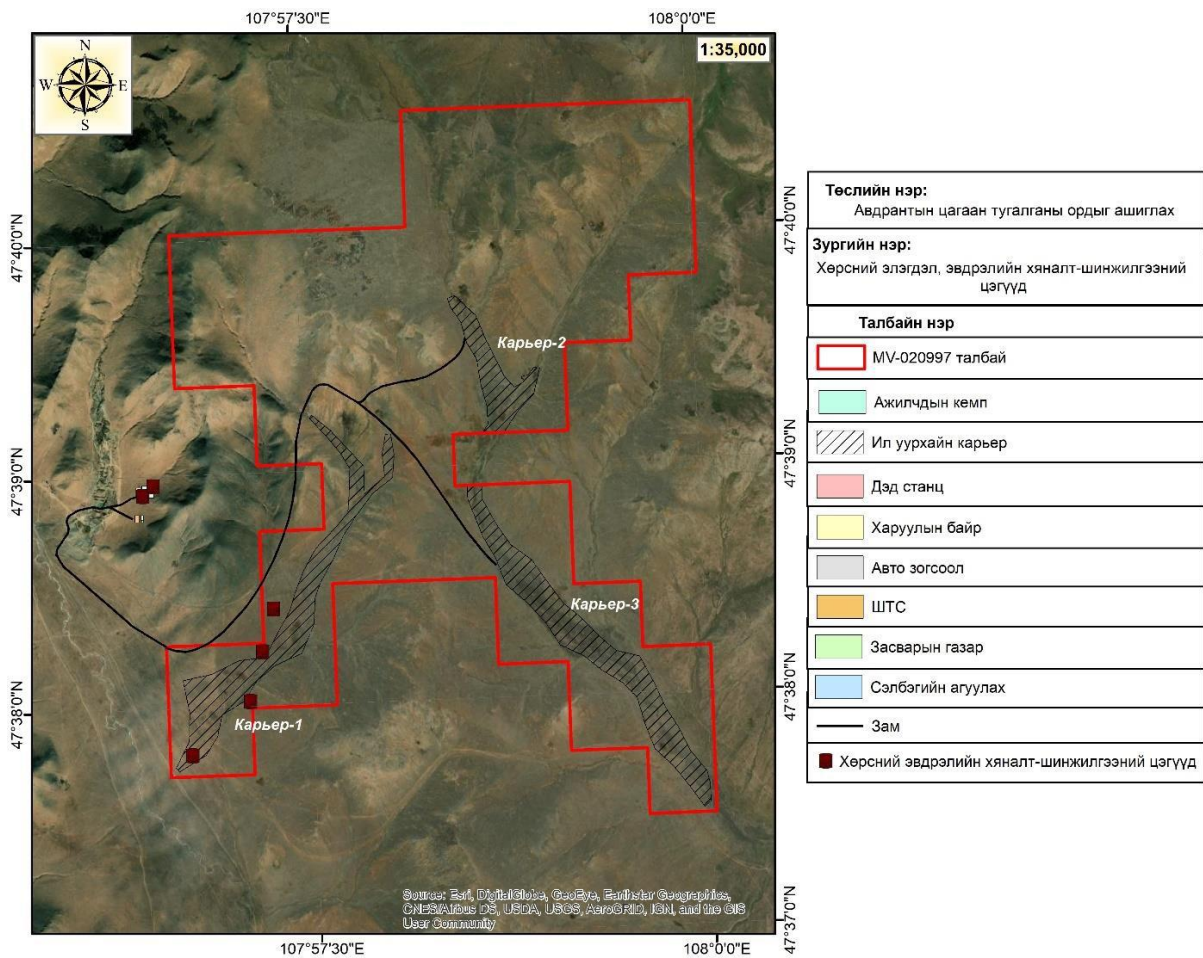 107°57'30"E
108°0'0"E
N
W
E
S
1:35,000
47°40'0"N
47°39'0"N
47°38'0"N
47°40'0"N
47°39'0"N
47°38'0"N
47°37'0"N
Карьер-2
Карьер-3
Карьер-1
Source: Esri, DigitalGlobe, GeoEye, Earthstar Geographics,
CNES/Airbus DS, USDA, USGS, AeroGRID, IGN, and the GIS
User Community
107°57'30"E
108°0'0"E
Төслийн нэр:
Авдрантын цагаан тугалганы ордыг ашиглах
Зургийн нэр:
Хөрсний элэгдэл, эвдрэлийн хяналт-шинжилгээний
цэгүүд
Талбайн нэр
MV-020997 талбай
Ажилчдын кемп
Ил уурхайн карьер
Дэд станц
Харуулын байр
Авто зогсоол
ШТС
Засварын газар
Сэлбэгийн агуулах
Зам
Хөрсний эвдрэлийн хяналт-шинжилгээний цэгүүд